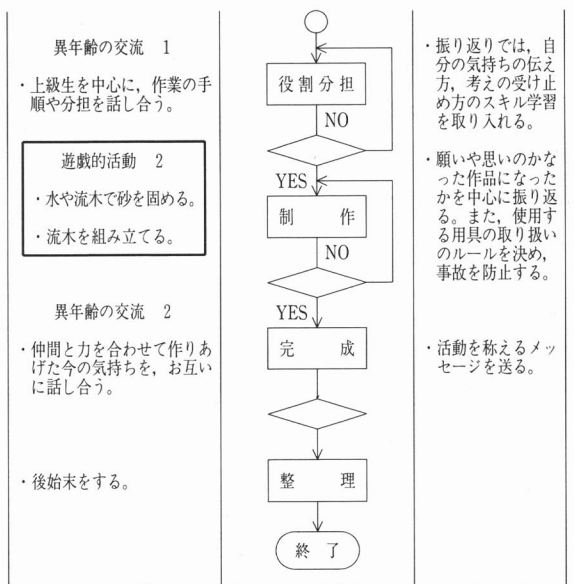 異年齢の交流　1
・上級生を中心に，作業の手
順や分担を話し合う。
遊戯的活動　2
・水や流木で砂を固める。
・流木を組み立てる。
異年齢の交流　2
・仲間と力を合わせて作りあ
げた今の気持ちを，お互い
に話し合う。
・後始末をする。
役割分担
NO
YES
制　作
NO
YES
完　成
整　理
終　了
・振り返りでは，自
分の気持ちの伝え
方，考えの受け止
め方のスキル学習
を取り入れる。
・願いや思いのかな
った作品になった
かを中心に振り返
る。また，使用す
る用具の取り扱い
のルールを決め，
事故を防止する。
・活動を称えるメッ
セージを送る。